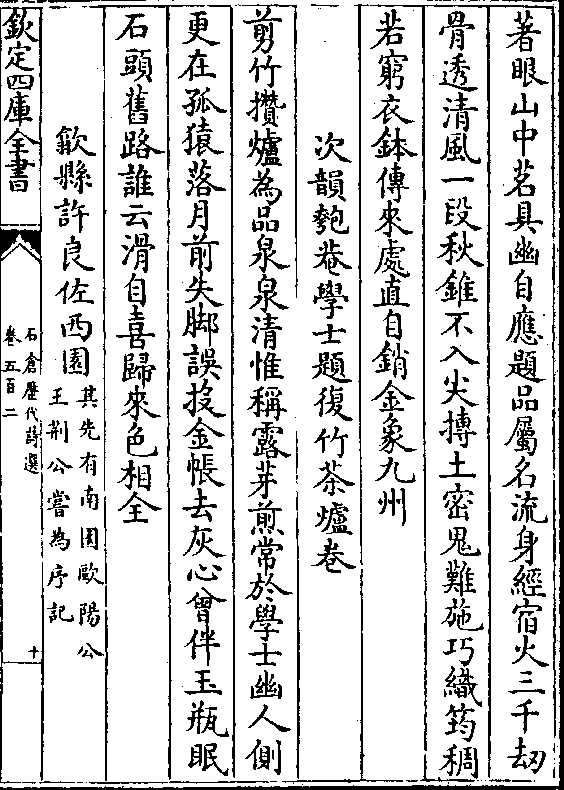 著眼山中茗具幽自應題品屬名流身經宿火三千刼
骨透清風一段秋錐不入尖摶土密鬼難施巧織筠稠
若窮衣鉢傳來處直自銷金象九州
次韻匏菴學士題復竹茶爐卷
剪竹攢爐為品泉泉清惟稱露芽煎常於學士幽人側
更在孤猿落月前失脚誤投金帳去灰心曾伴玉瓶眠
石頭舊路誰云滑自喜歸來色相全
歙縣許良佐西園其先有南園歐陽公
王荆公嘗為序記
欽定四庫全書
石倉歷代詩選
卷五百二
十